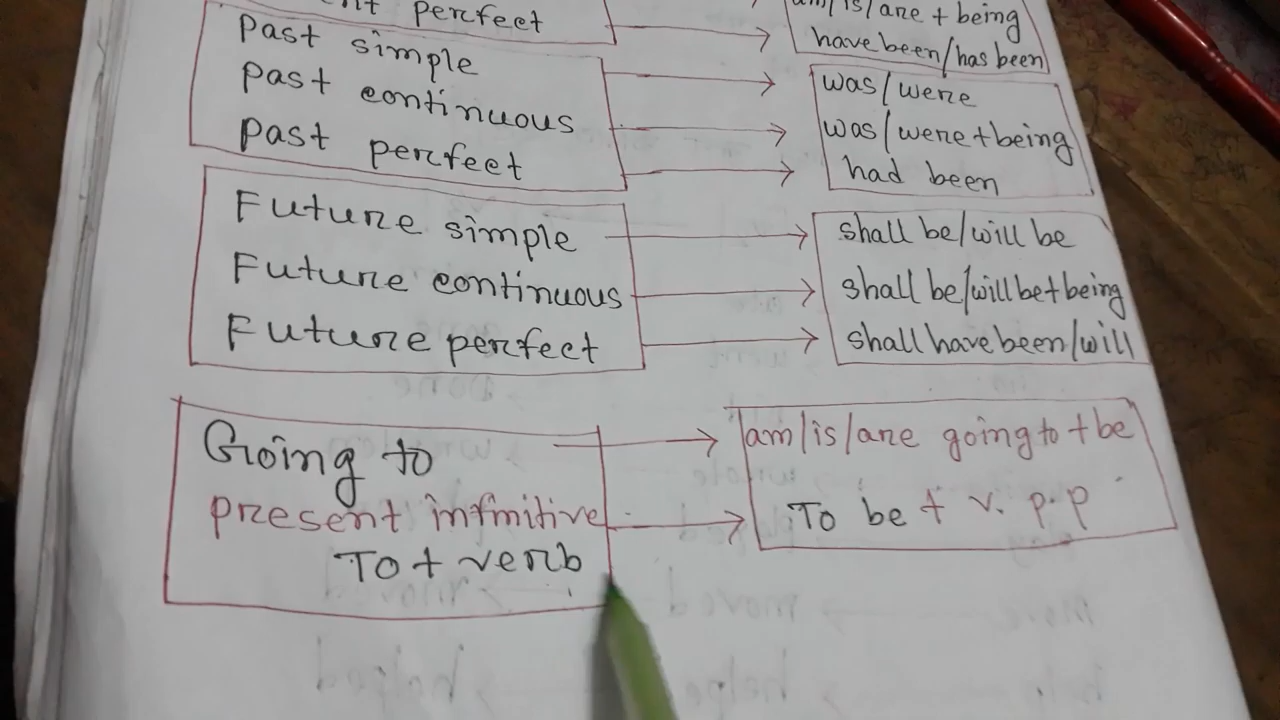 perfect
am/is/are + being
have been/has been
Past simple
was/were
Past continuous
was/were+being
Past perfect
had been
Future simple
shall be/will be
Future continuous
shall be/will be+being
Future perfect
shall have been/will
Going to
am/is/are going to + be
present infinitive
To be + v. p.p
To + verb